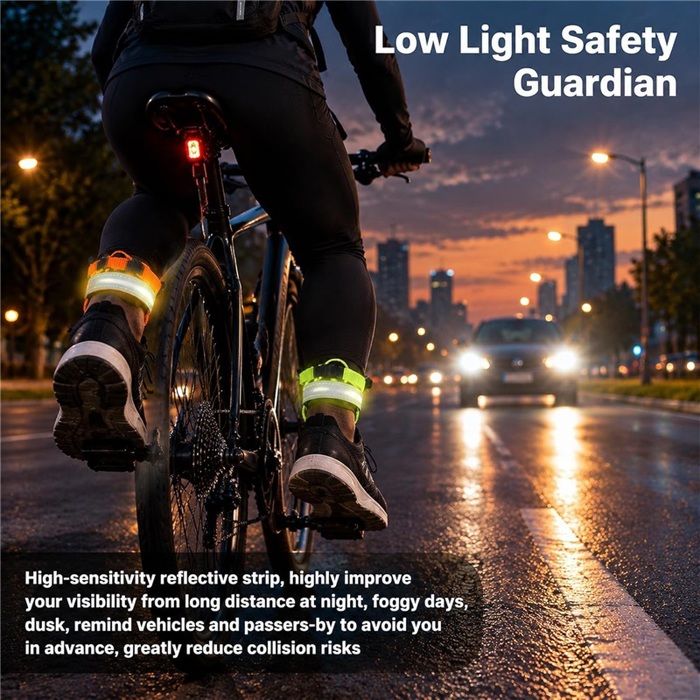 Low Light Safety
Guardian
High-sensitivity reflective strip, highly improve
your visibility from long distance at night, foggy days,
dusk, remind vehicles and passers-by to avoid you
in advance, greatly reduce collision risks